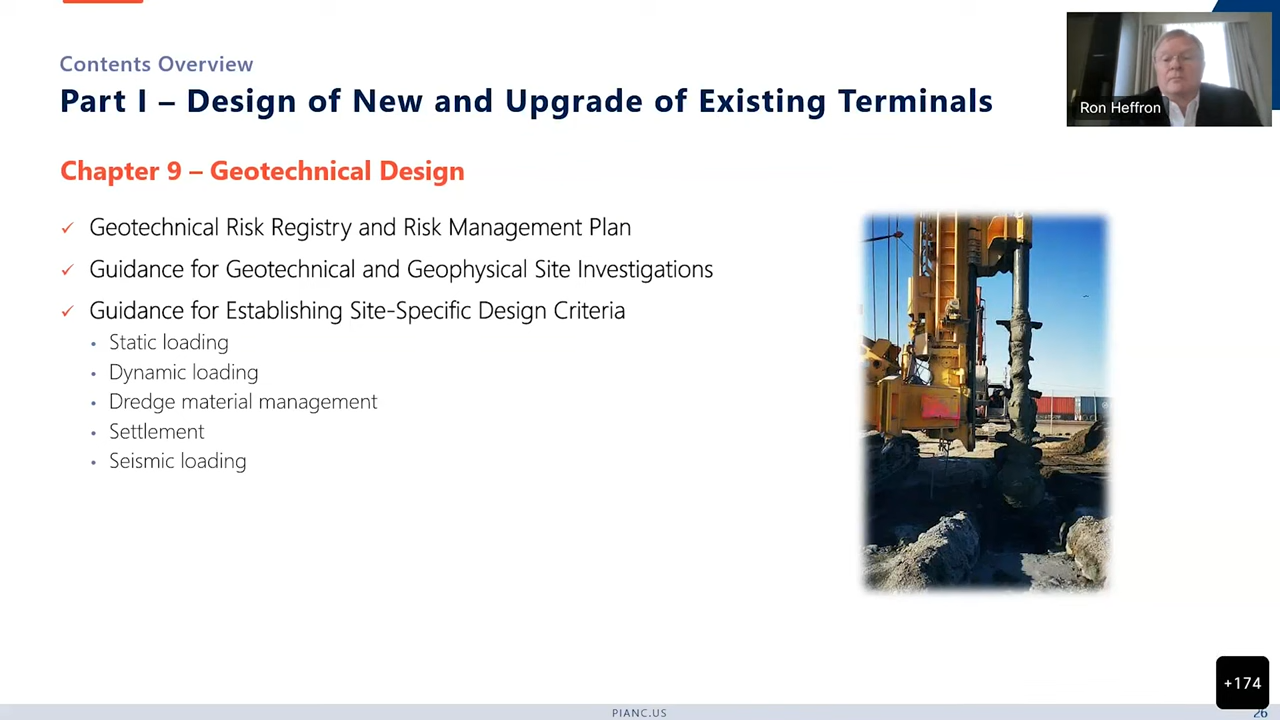 Contents Overview
Part I – Design of New and Upgrade of Existing Terminals
Ron Heffron
Chapter 9 – Geotechnical Design
✓ Geotechnical Risk Registry and Risk Management Plan
✓ Guidance for Geotechnical and Geophysical Site Investigations
✓ Guidance for Establishing Site-Specific Design Criteria
• Static loading
• Dynamic loading
• Dredge material management
• Settlement
• Seismic loading
+174
PIANC.US
26